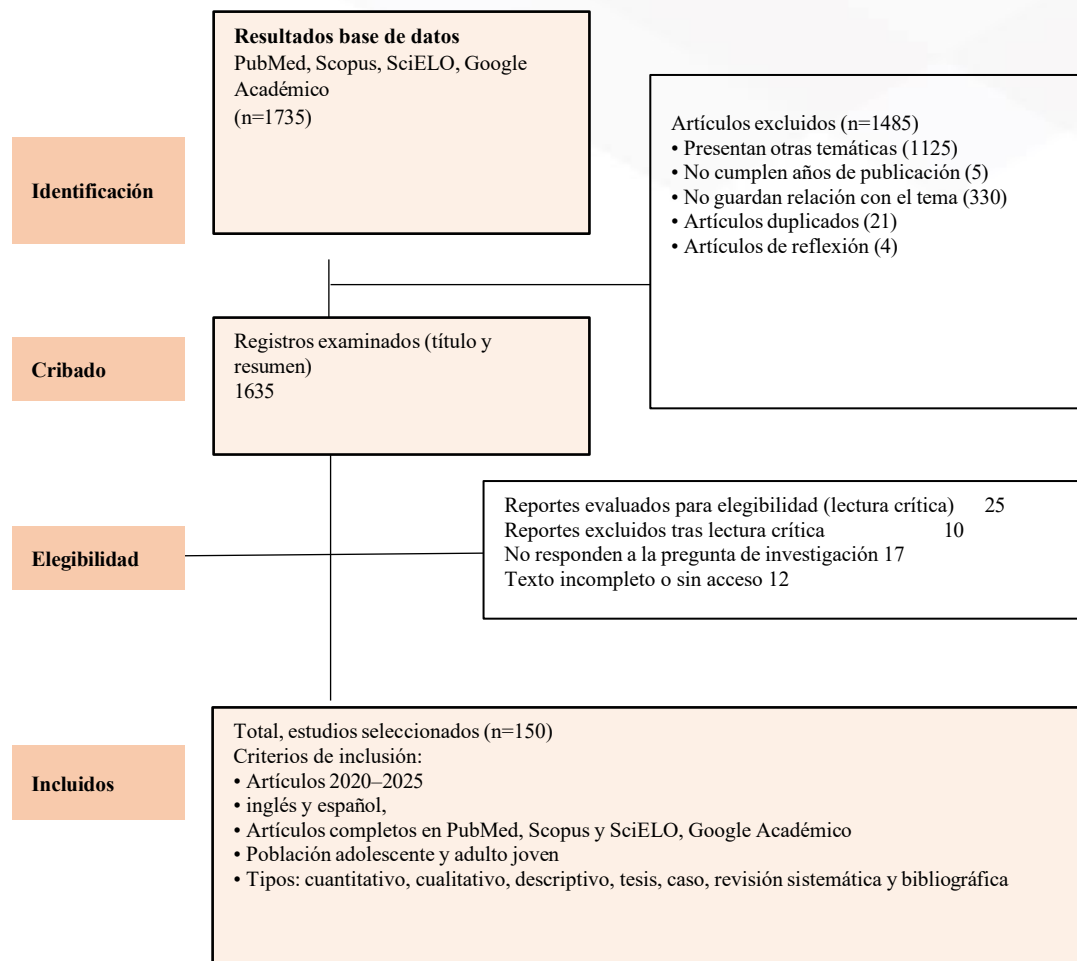 Resultados base de datos
PubMed, Scopus, SciELO, Google
Académico
(n=1735)
Artículos excluidos (n=1485)
• Presentan otras temáticas (1125)
• No cumplen años de publicación (5)
• No guardan relación con el tema (330)
• Artículos duplicados (21)
• Artículos de reflexión (4)
Identificación
Registros examinados (título y
resumen)
1635
Cribado
Reportes evaluados para elegibilidad (lectura crítica) 25
Reportes excluidos tras lectura crítica 10
No responden a la pregunta de investigación 17
Texto incompleto o sin acceso 12
Elegibilidad
Total, estudios seleccionados (n=150)
Criterios de inclusión:
• Artículos 2020–2025
• inglés y español,
• Artículos completos en PubMed, Scopus y SciELO, Google Académico
• Población adolescente y adulto joven
• Tipos: cuantitativo, cualitativo, descriptivo, tesis, caso, revisión sistemática y bibliográfica
Incluidos